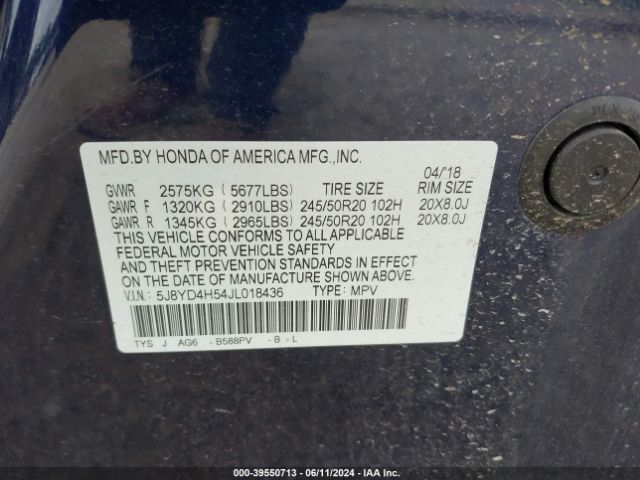 MFD.BY HONDA OF AMERICA MFG.,INC.
04/'18
GVWR 2575KG ( 5677LBS) TIRE SIZE RIM SIZE
GAWR F 1320KG ( 2910LBS) 245/50R20 102H 20X8.0J
GAWR R 1345KG ( 2965LBS) 245/50R20 102H 20X8.0J
THIS VEHICLE CONFORMS TO ALL APPLICABLE
FEDERAL MOTOR VEHICLE SAFETY
AND THEFT PREVENTION STANDARDS IN EFFECT
ON THE DATE OF MANUFACTURE SHOWN ABOVE.
V.I.N: 5J8YD4H54JL018436 TYPE: MPV
TYS J AG6 - B588PV - B - L
000-39550713 - 06/11/2024 - IAA Inc.